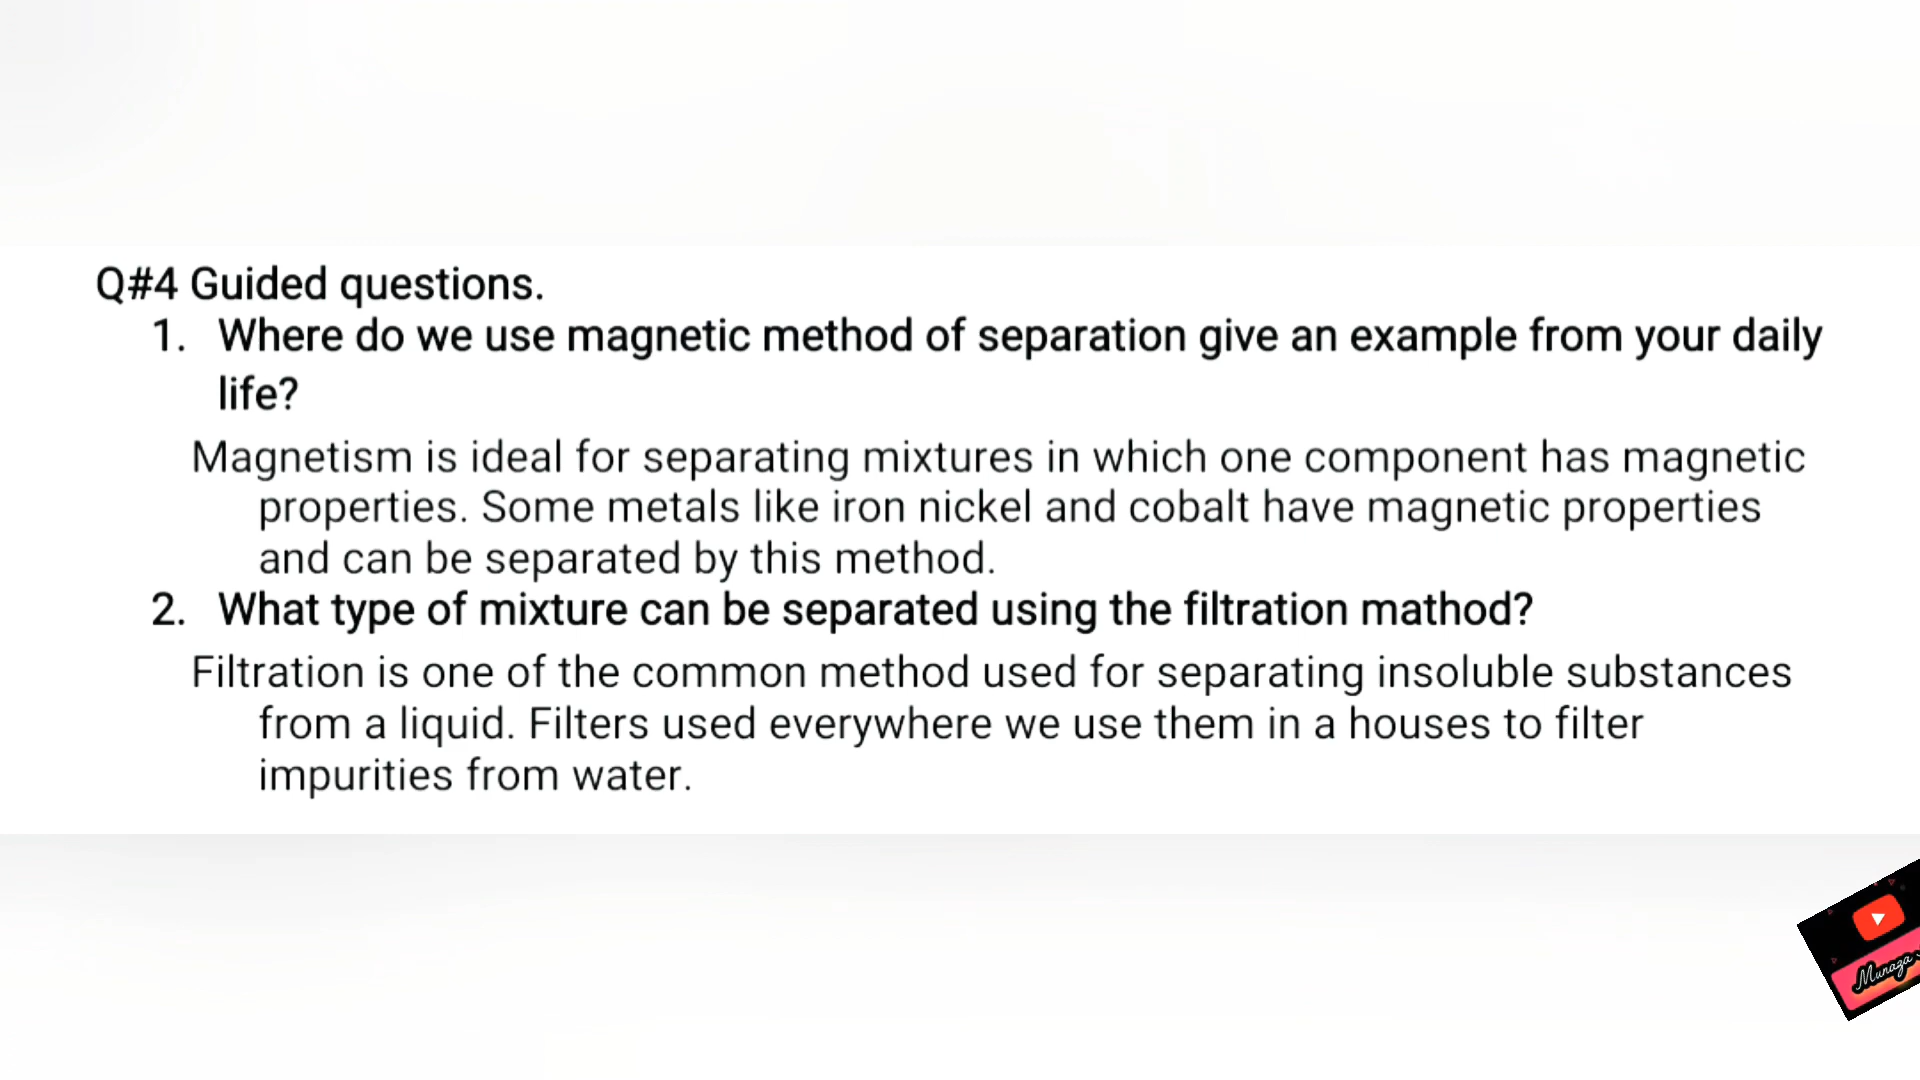 Q#4 Guided questions.
1. Where do we use magnetic method of separation give an example from your daily
life?
Magnetism is ideal for separating mixtures in which one component has magnetic
properties. Some metals like iron nickel and cobalt have magnetic properties
and can be separated by this method.
2. What type of mixture can be separated using the filtration mathod?
Filtration is one of the common method used for separating insoluble substances
from a liquid. Filters used everywhere we use them in a houses to filter
impurities from water.
Munaza